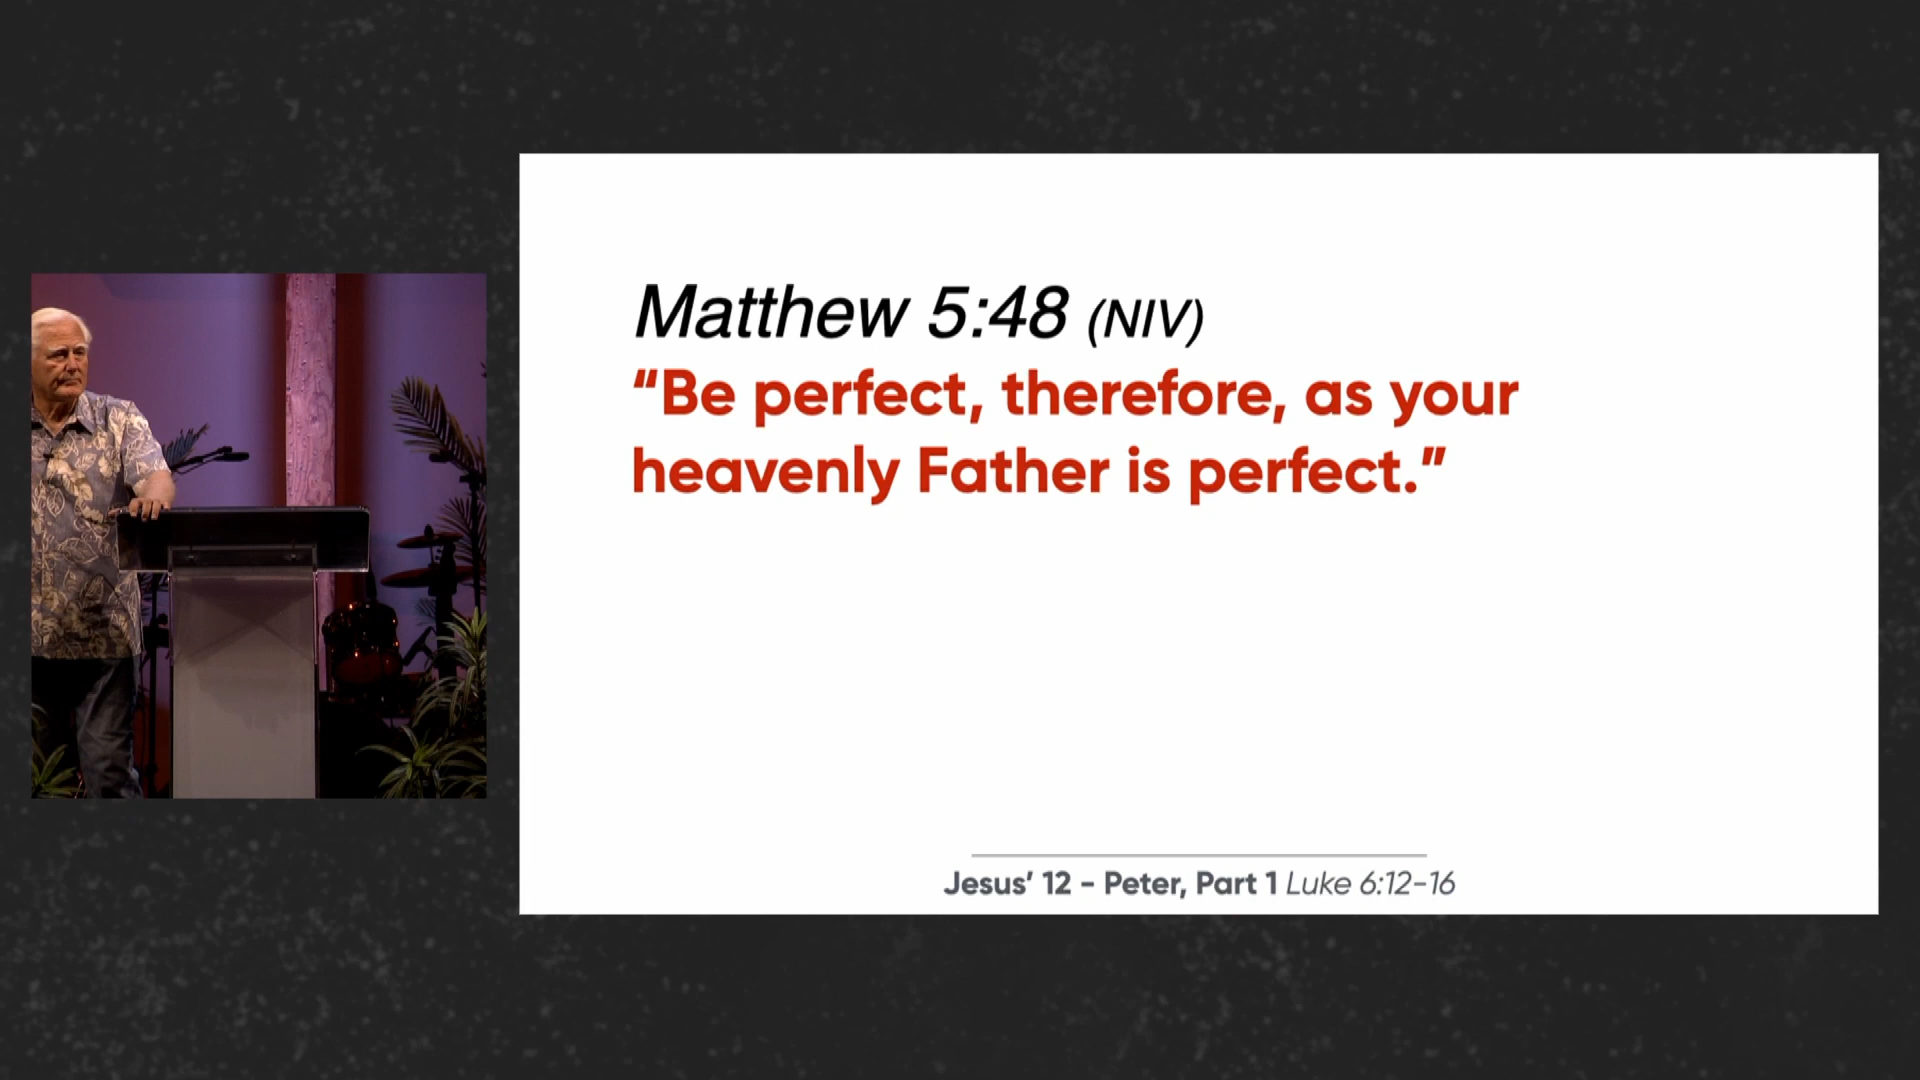 Matthew 5:48 (NIV)
“Be perfect, therefore, as your
heavenly Father is perfect.”
Jesus’ 12 – Peter, Part 1 Luke 6:12–16